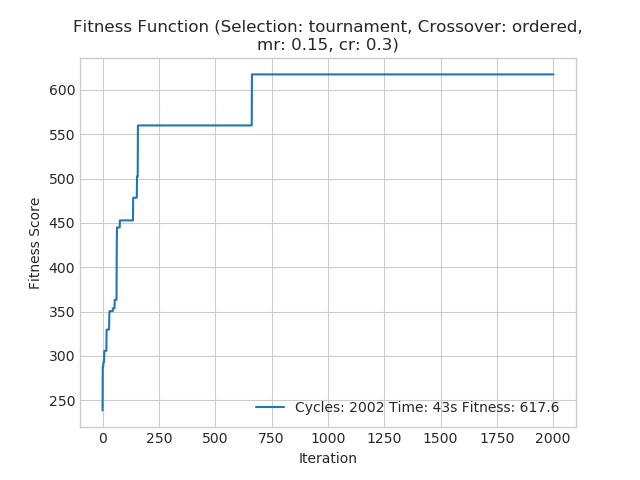 Fitness Function (Selection: tournament, Crossover: ordered,
mr: 0.15, cr: 0.3)
600
550
500
450
400
350
300
250
Fitness Score
Cycles: 2002 Time: 43s Fitness: 617.6
0 250 500 750 1000 1250 1500 1750 2000
Iteration